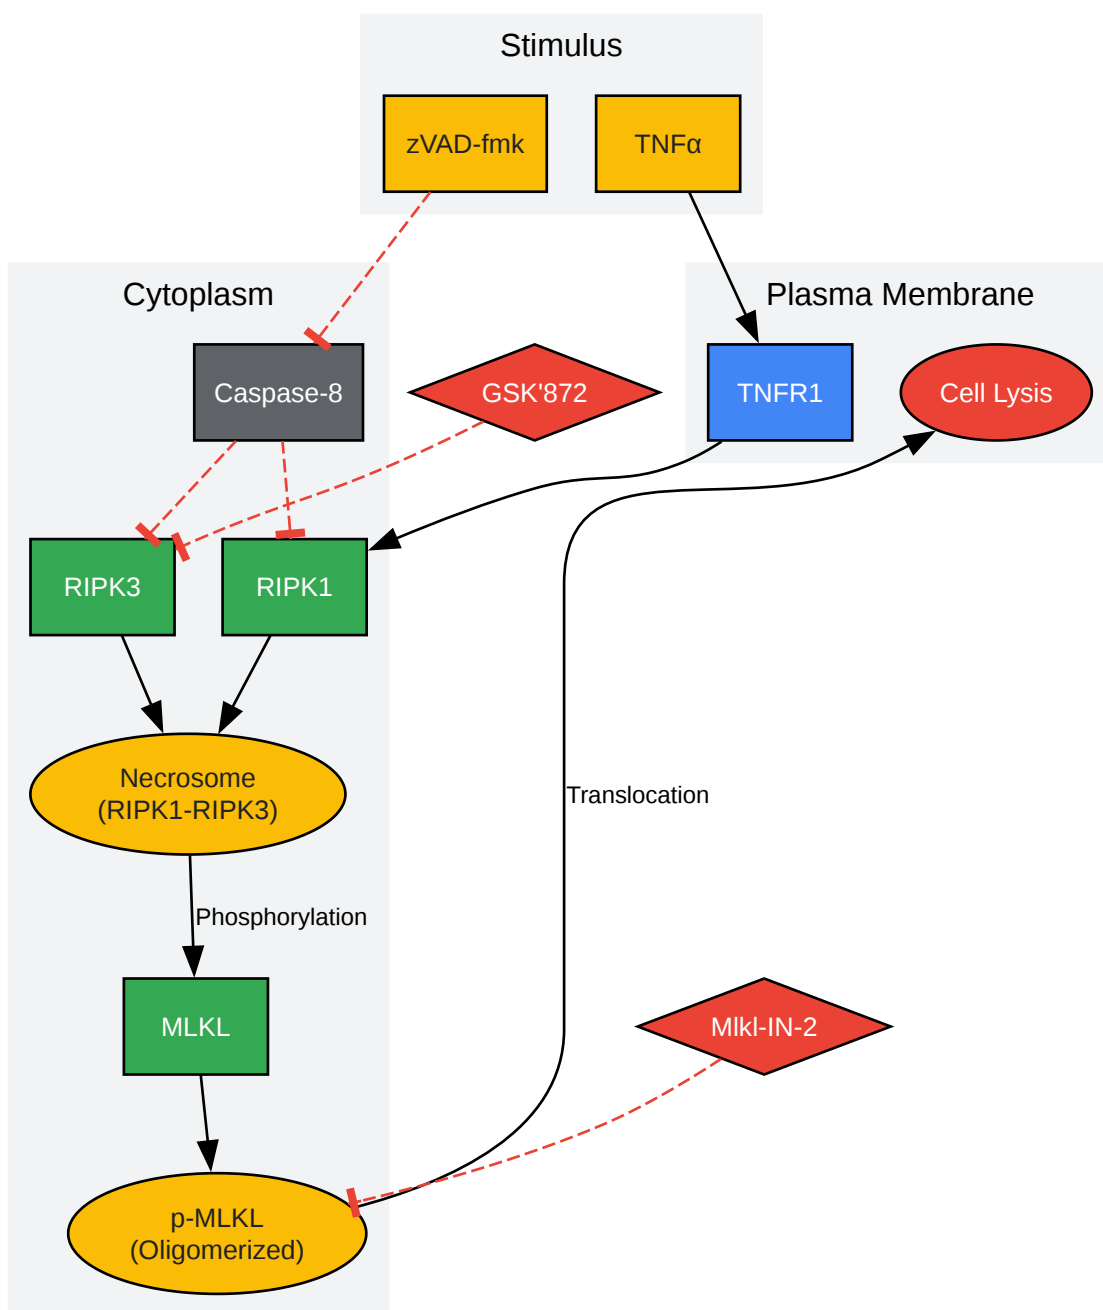 Stimulus
zVAD-fmk
TNFα
Cytoplasm
Plasma Membrane
Caspase-8
GSK'872
TNFR1
Cell Lysis
RIPK3
RIPK1
Necrosome
(RIPK1-RIPK3)
Translocation
Phosphorylation
MLKL
Mlkl-IN-2
p-MLKL
(Oligomerized)